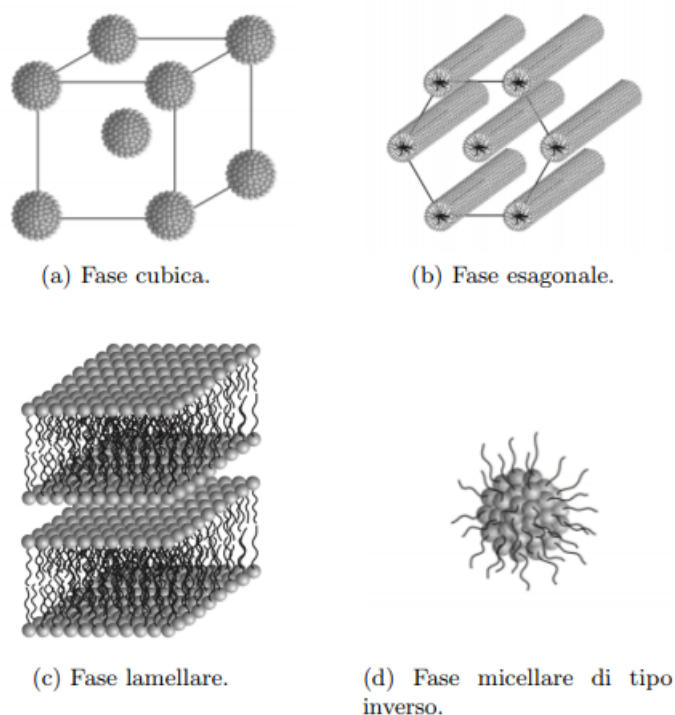 (a) Fase cubica.
(b) Fase esagonale.
(c) Fase lamellare.
(d) Fase micellare di tipo
inverso.